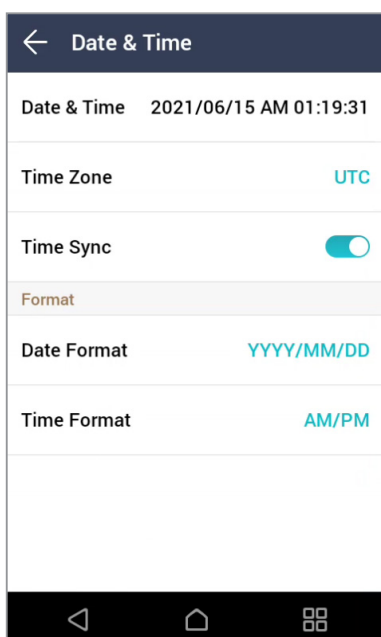 Date & Time
Date & Time 2021/06/15 AM 01:19:31
Time Zone UTC
Time Sync
Format
Date Format YYYY/MM/DD
Time Format AM/PM